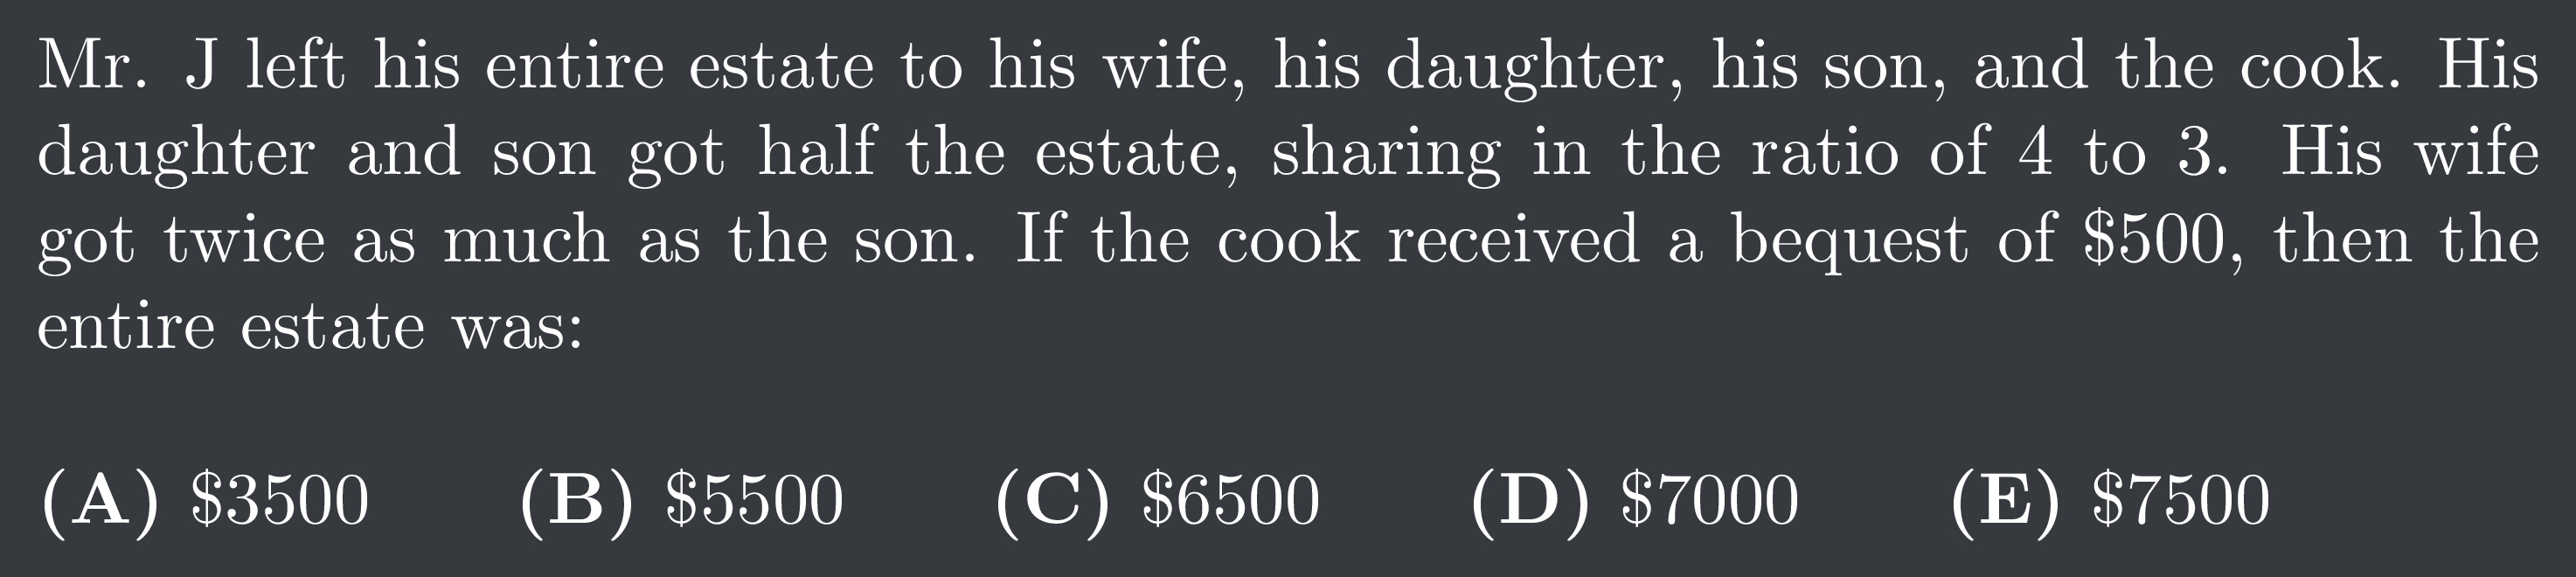 Mr. J left his entire estate to his wife, his daughter, his son, and the cook. His
daughter and son got half the estate, sharing in the ratio of 4 to 3. His wife
got twice as much as the son. If the cook received a bequest of $500, then the
entire estate was:
(A) $3500 (B) $5500 (C) $6500 (D) $7000 (E) $7500